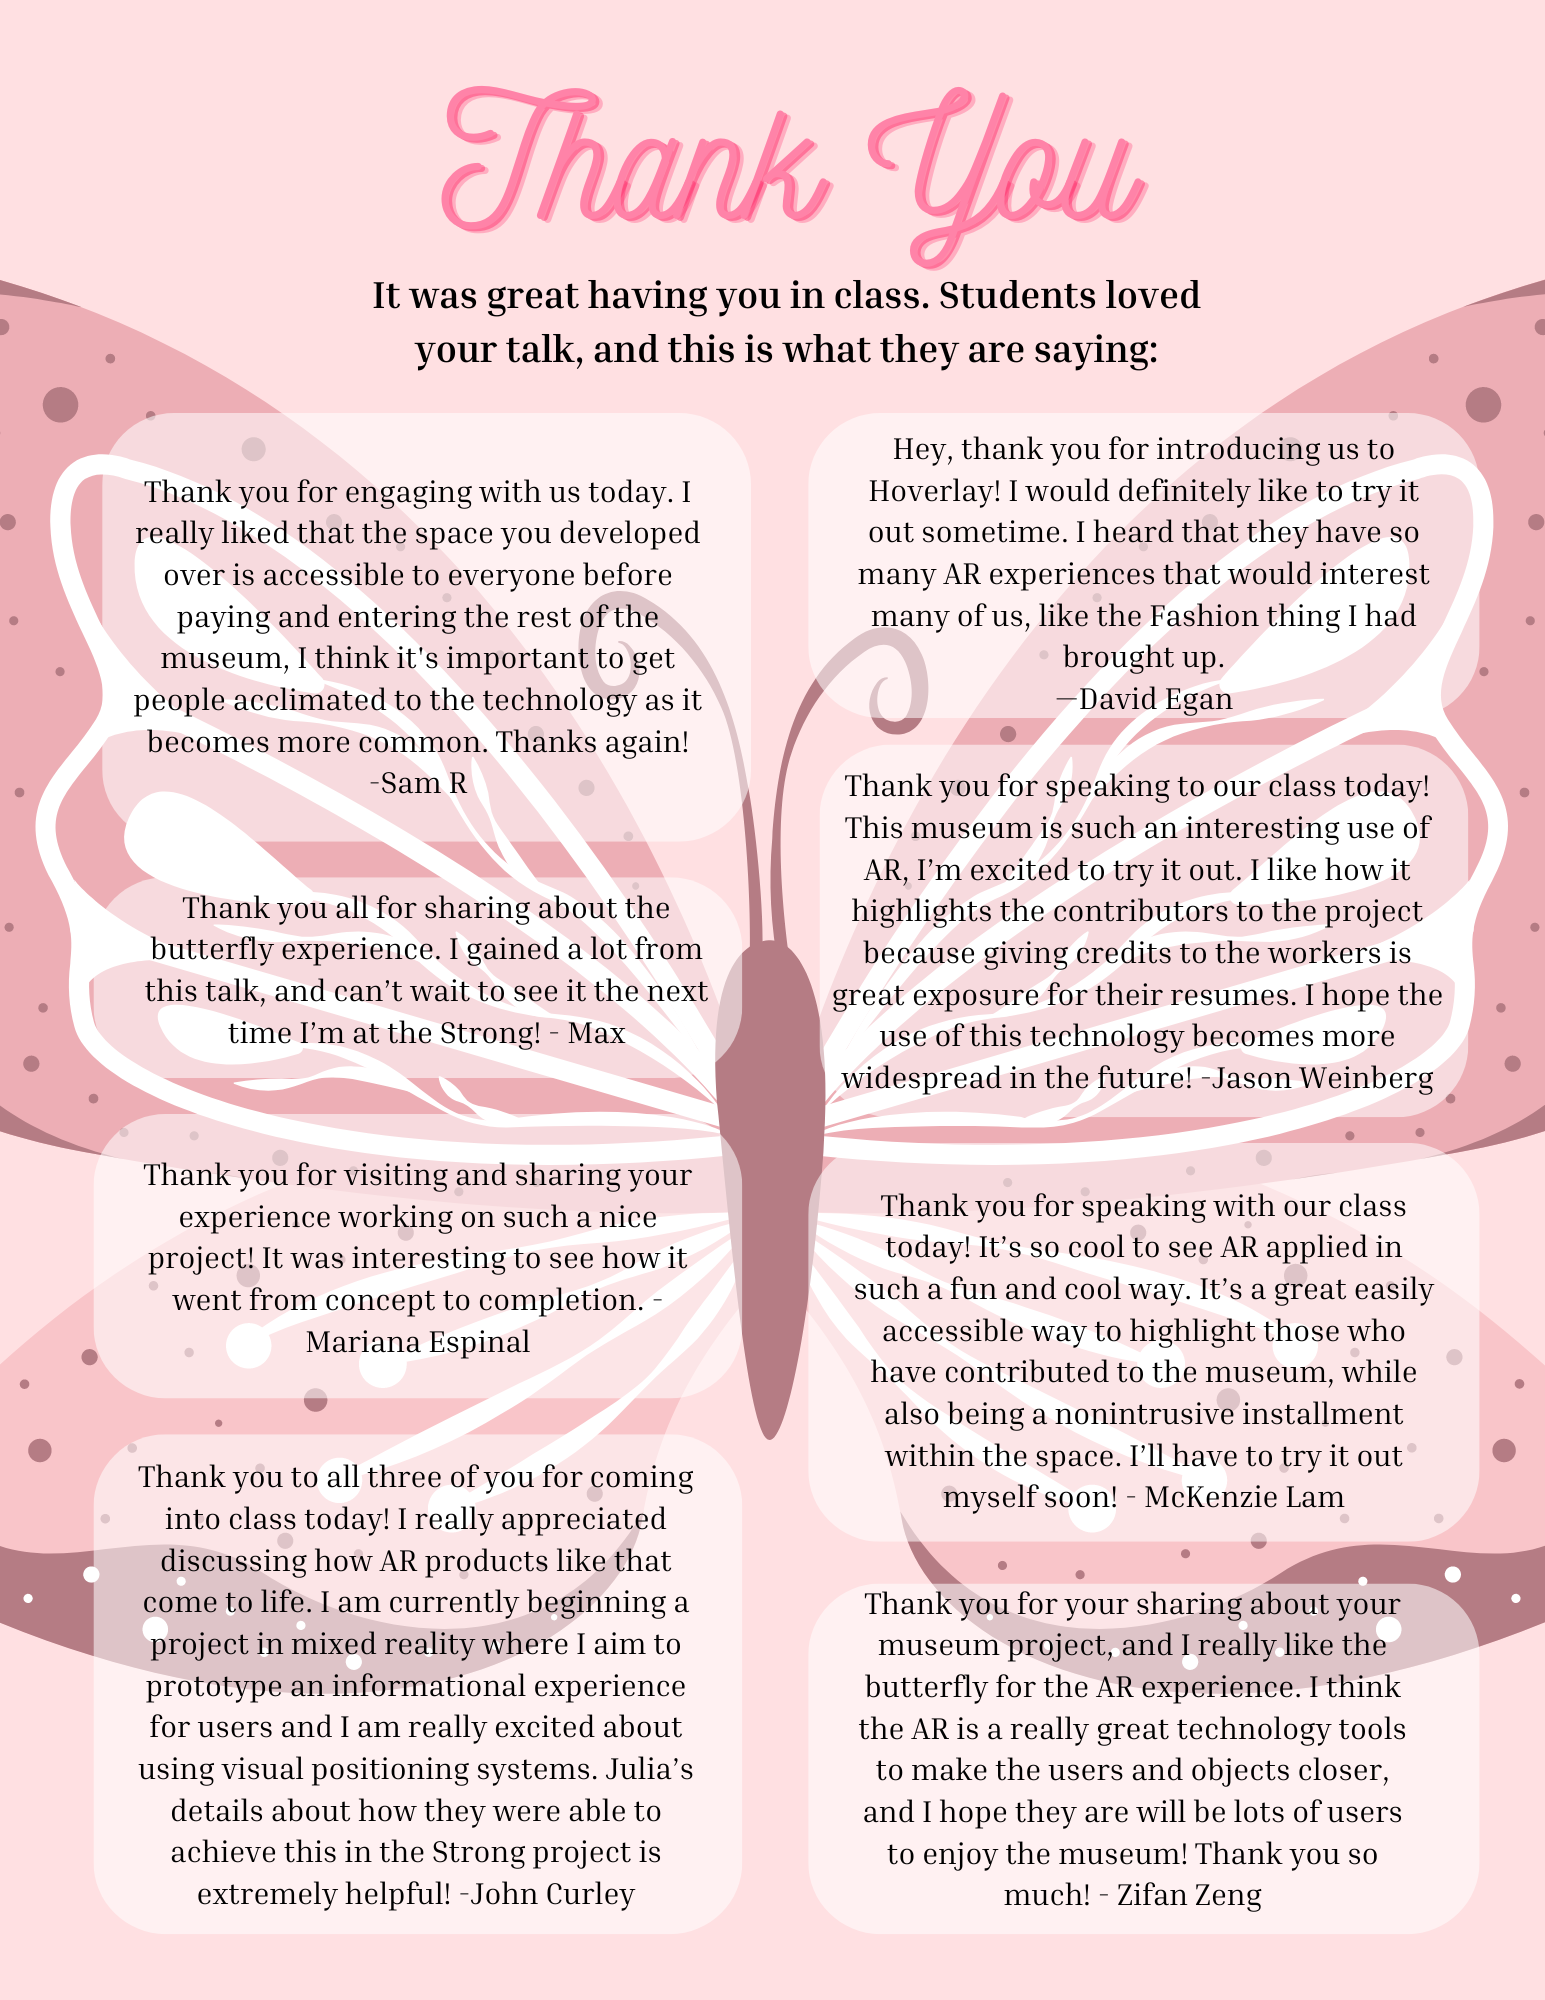 Thank You
It was great having you in class. Students loved
your talk, and this is what they are saying:
Thank you for engaging with us today. I
really liked that the space you developed
over is accessible to everyone before
paying and entering the rest of the
museum, I think it's important to get
people acclimated to the technology as it
becomes more common. Thanks again!
-Sam R
Thank you all for sharing about the
butterfly experience. I gained a lot from
this talk, and can’t wait to see it the next
time I’m at the Strong! - Max
Thank you for visiting and sharing your
experience working on such a nice
project! It was interesting to see how it
went from concept to completion. -
Mariana Espinal
Thank you to all three of you for coming
into class today! I really appreciated
discussing how AR products like that
come to life. I am currently beginning a
project in mixed reality where I aim to
prototype an informational experience
for users and I am really excited about
using visual positioning systems. Julia’s
details about how they were able to
achieve this in the Strong project is
extremely helpful! -John Curley
Hey, thank you for introducing us to
Hoverlay! I would definitely like to try it
out sometime. I heard that they have so
many AR experiences that would interest
many of us, like the Fashion thing I had
brought up.
—David Egan
Thank you for speaking to our class today!
This museum is such an interesting use of
AR, I’m excited to try it out. I like how it
highlights the contributors to the project
because giving credits to the workers is
great exposure for their resumes. I hope the
use of this technology becomes more
widespread in the future! -Jason Weinberg
Thank you for speaking with our class
today! It’s so cool to see AR applied in
such a fun and cool way. It’s a great easily
accessible way to highlight those who
have contributed to the museum, while
also being a nonintrusive installment
within the space. I’ll have to try it out
myself soon! - McKenzie Lam
Thank you for your sharing about your
museum project, and I really like the
butterfly for the AR experience. I think
the AR is a really great technology tools
to make the users and objects closer,
and I hope they are will be lots of users
to enjoy the museum! Thank you so
much! - Zifan Zeng